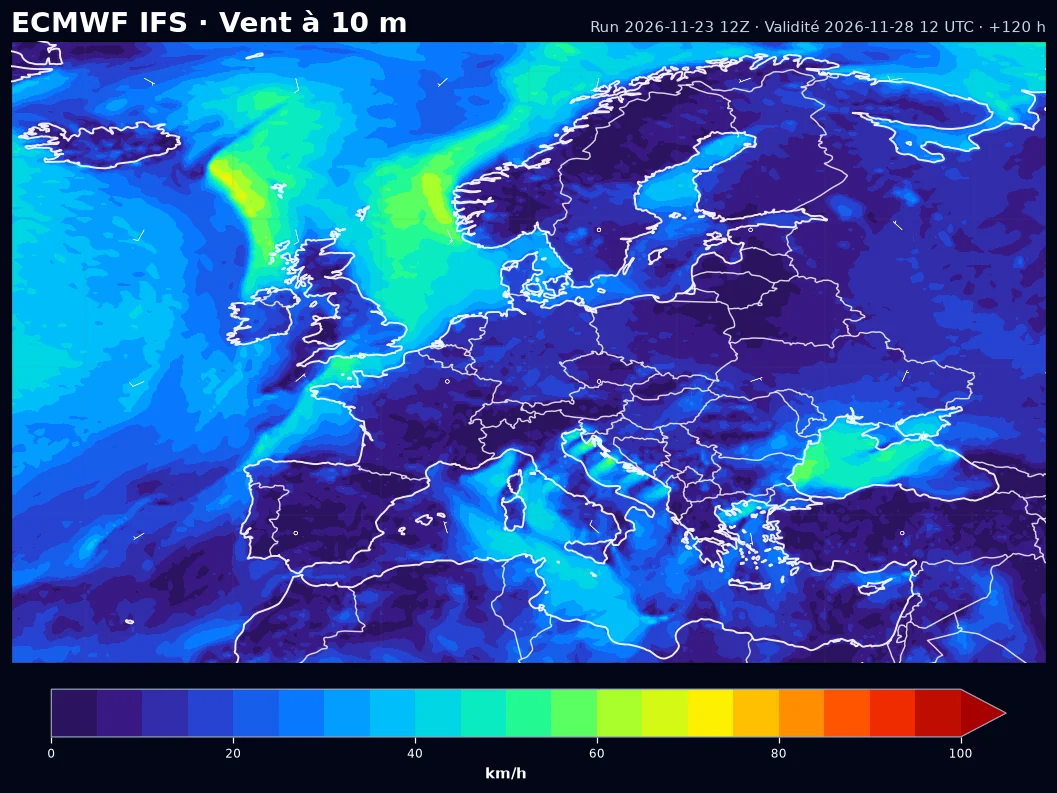 ECMWF IFS · Vent à 10 m
Run 2026-11-23 12Z · Validité 2026-11-28 12 UTC · +120 h
0 20 40 60 80 100
km/h